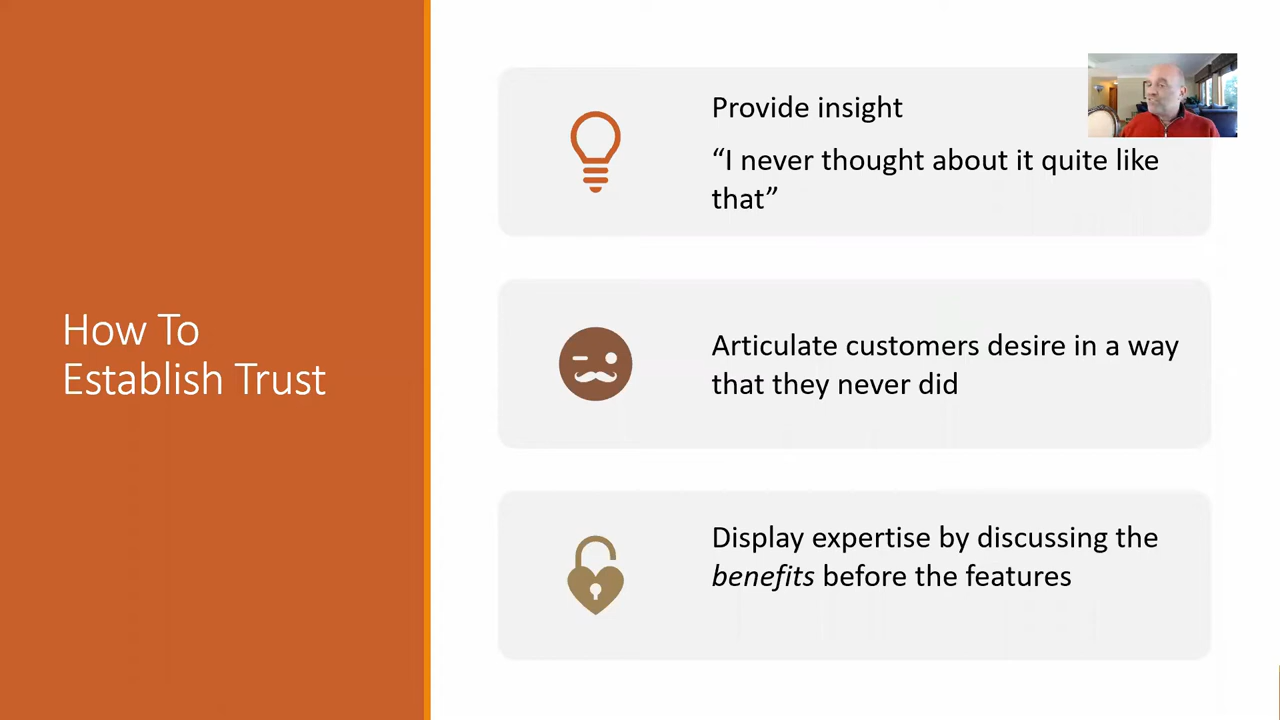 How To
Establish Trust
Provide insight
“I never thought about it quite like
that”
Articulate customers desire in a way
that they never did
Display expertise by discussing the
benefits before the features